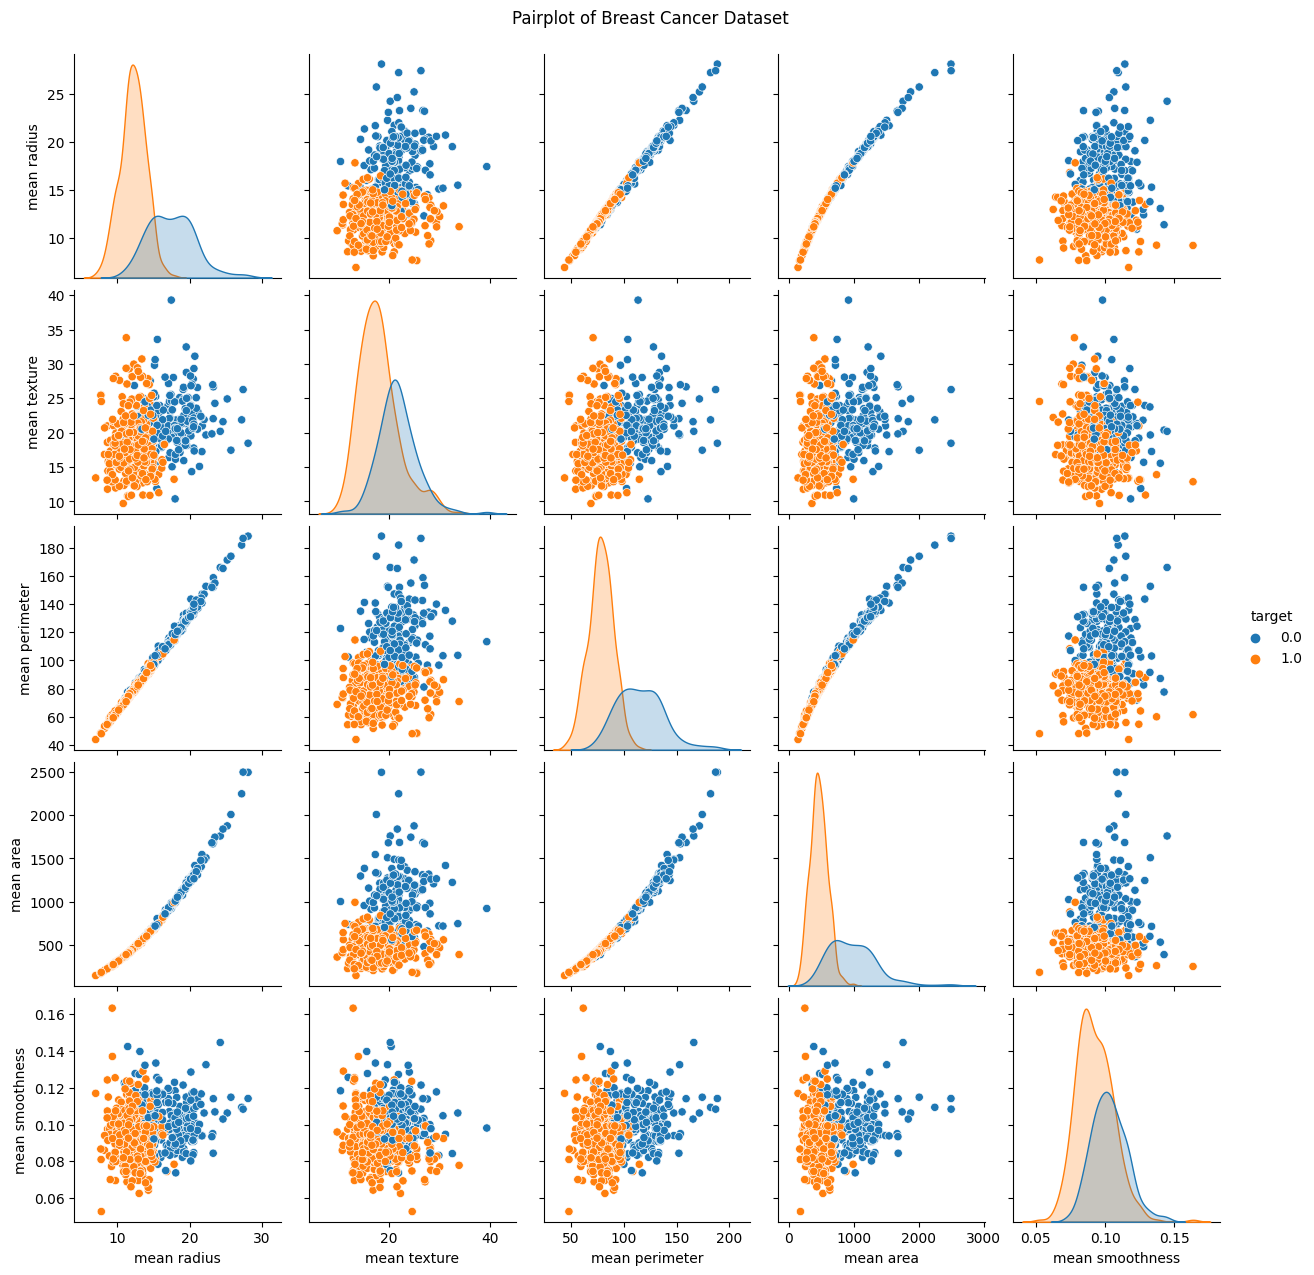 Pairplot of Breast Cancer Dataset
mean radius
25
20
15
10
mean texture
40
35
30
25
20
15
10
mean perimeter
180
160
140
120
100
80
60
40
target
0.0
1.0
mean area
2500
2000
1500
1000
500
mean smoothness
0.16
0.14
0.12
0.10
0.08
0.06
10 20 30
20 40
50 100 150 200
0 1000 2000 3000
0.05 0.10 0.15
mean radius mean texture mean perimeter mean area mean smoothness